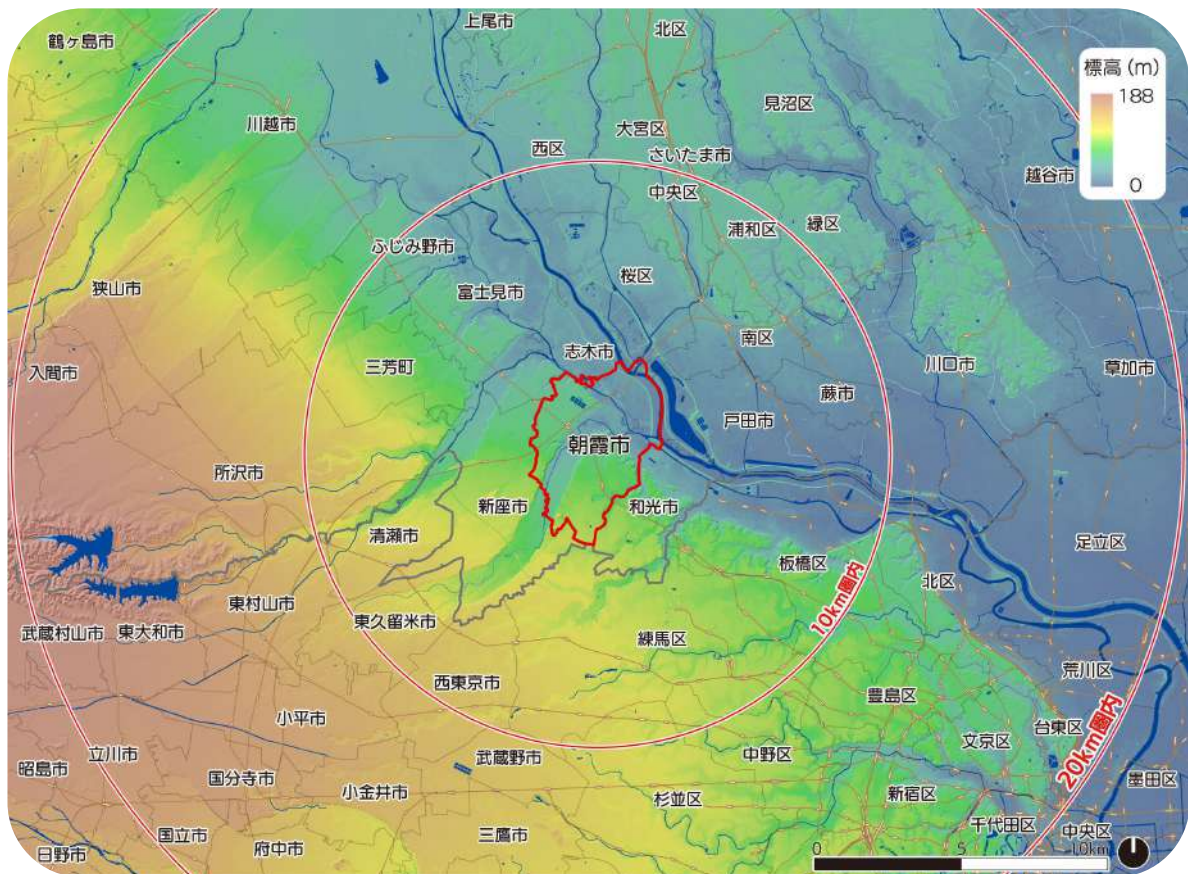 上尾市
北区
鶴ヶ島市
標高(m)
188
0
見沼区
川越市
大宮区
西区
さいたま市
越谷市
中央区
浦和区
緑区
ふじみ野市
桜区
富士見市
狭山市
南区
志木市
川口市
三芳町
草加市
入間市
蕨市
戸田市
朝霞市
所沢市
新座市
和光市
清瀬市
足立区
板橋区
北区
10km圏内
東村山市
東久留米市
武蔵村山市
東大和市
練馬区
荒川区
西東京市
豊島区
小平市
台東区
20km圏内
文京区
立川市
武蔵野市
中野区
昭島市
国分寺市
墨田区
小金井市
杉並区
新宿区
千代田区
中央区
国立市
三鷹市
府中市
日野市
0
5
10km